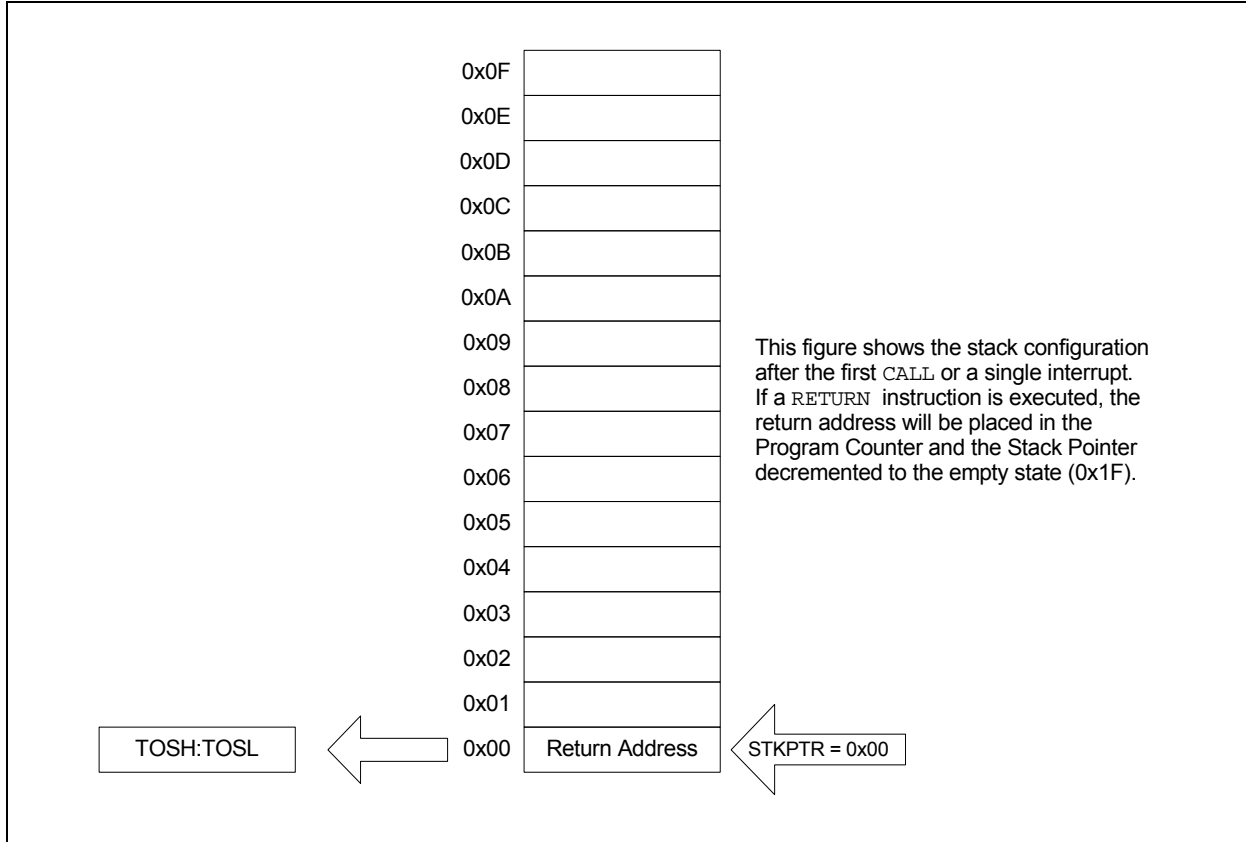 0x0F
0x0E
0x0D
0x0C
0x0B
0x0A
0x09
0x08
0x07
0x06
0x05
0x04
0x03
0x02
0x01
TOSH:TOSL
0x00
Return Address
STKPTR = 0x00
This figure shows the stack configuration
after the first CALL or a single interrupt.
If a RETURN instruction is executed, the
return address will be placed in the
Program Counter and the Stack Pointer
decremented to the empty state (0x1F).